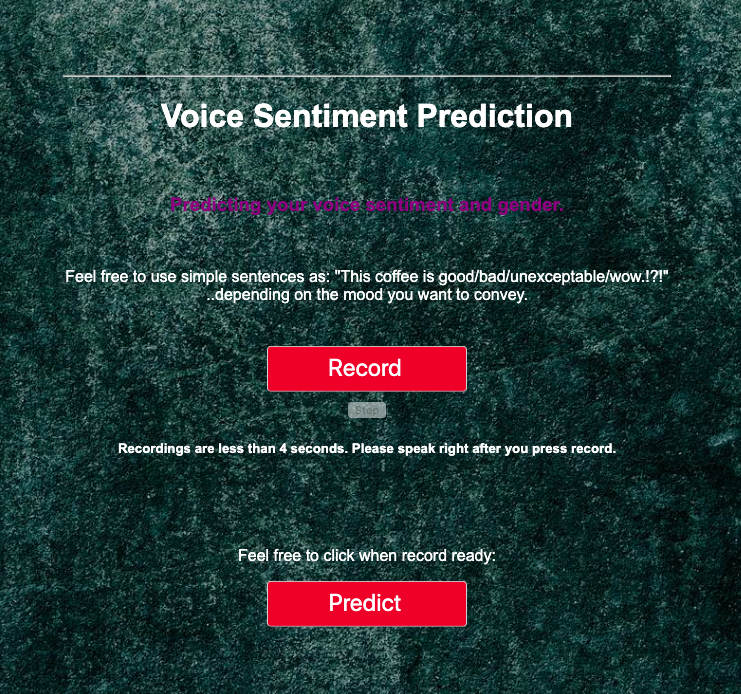 Voice Sentiment Prediction
Predicting your voice sentiment and gender.
Feel free to use simple sentences as: "This coffee is good/bad/unexceptable/wow.!?!"
..depending on the mood you want to convey.
Record
Stop
Recordings are less than 4 seconds. Please speak right after you press record.
Feel free to click when record ready:
Predict